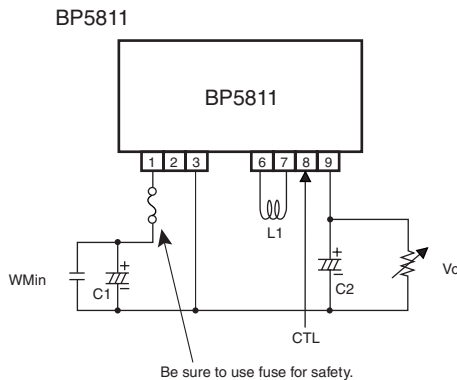 BP5811
BP5811
1 2 3 6 7 8 9
L1
WMin
C1
+
−
C2
+
−
Vo
CTL
Be sure to use fuse for safety.